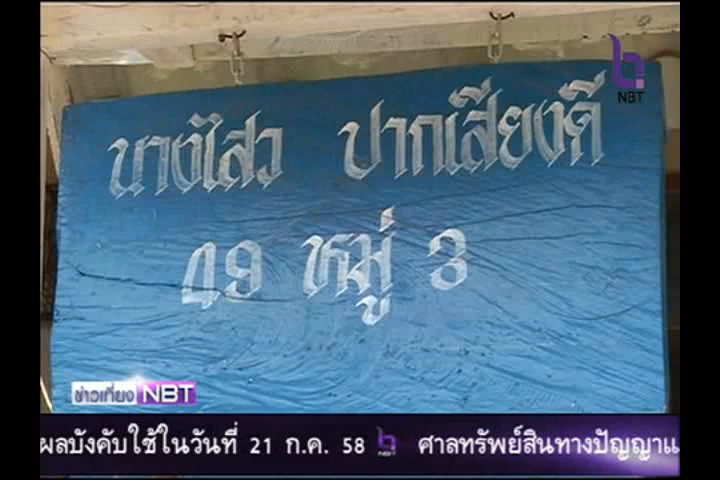 NBT
นางไสว ปากเสียงดี
49 หมู่ 3
ข่าวเที่ยง NBT
ผลบังคับใช้ในวันที่ 21 ก.ค. 58 NBT ศาลทรัพย์สินทางปัญญาแ